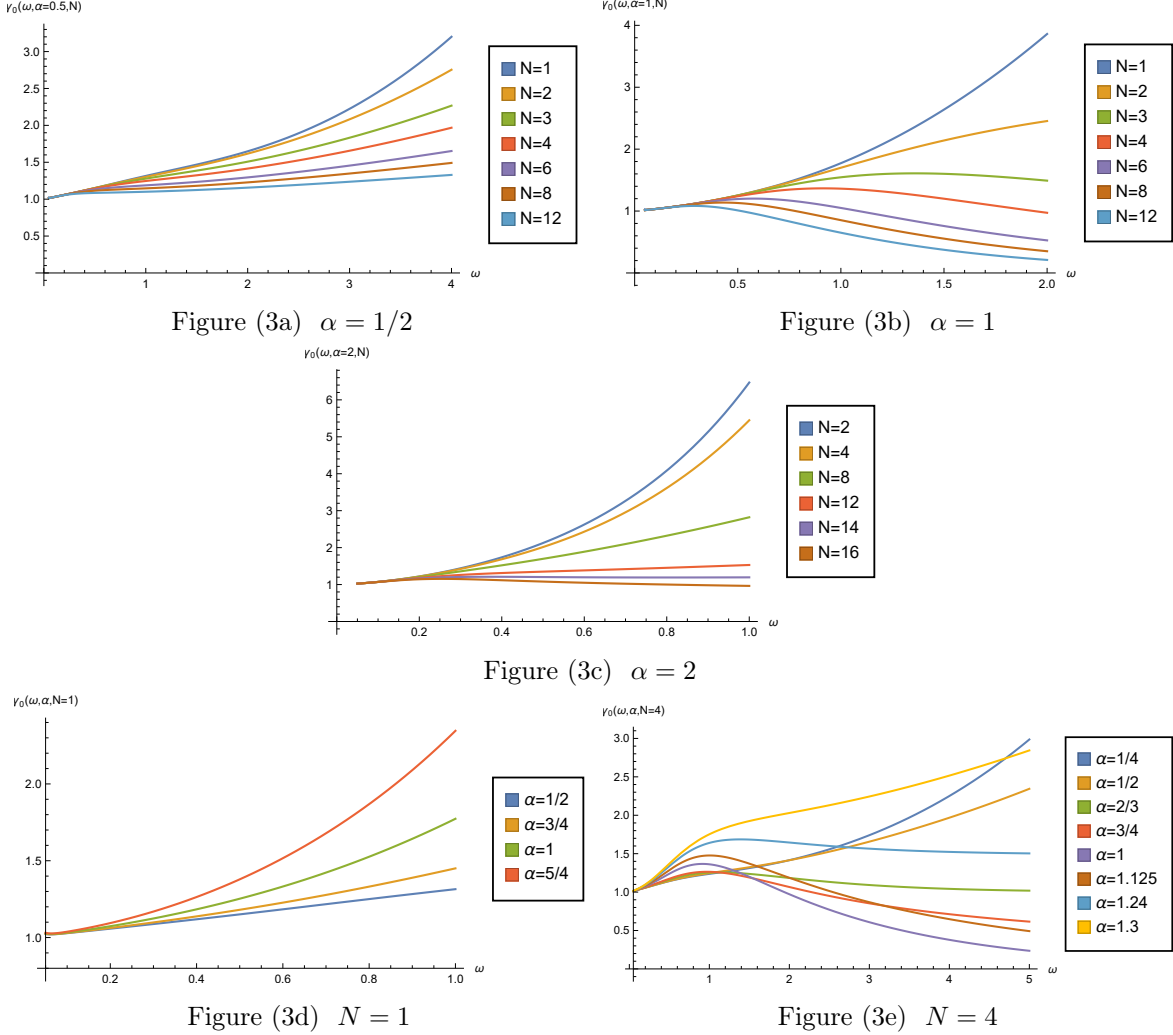 γ₀(ω,α=0.5,N)
3.0
2.5
2.0
1.5
1.0
0.5
1 2 3 4 ω
N=1
N=2
N=3
N=4
N=6
N=8
N=12
Figure (3a) α = 1/2
γ₀(ω,α=1,N)
4
3
2
1
0.5 1.0 1.5 2.0 ω
N=1
N=2
N=3
N=4
N=6
N=8
N=12
Figure (3b) α = 1
γ₀(ω,α=2,N)
6
5
4
3
2
1
0.2 0.4 0.6 0.8 1.0 ω
N=2
N=4
N=8
N=12
N=14
N=16
Figure (3c) α = 2
γ₀(ω,α,N=1)
2.0
1.5
1.0
0.2 0.4 0.6 0.8 1.0 ω
α=1/2
α=3/4
α=1
α=5/4
Figure (3d) N = 1
γ₀(ω,α,N=4)
3.0
2.5
2.0
1.5
1.0
0.5
1 2 3 4 5 ω
α=1/4
α=1/2
α=2/3
α=3/4
α=1
α=1.125
α=1.24
α=1.3
Figure (3e) N = 4